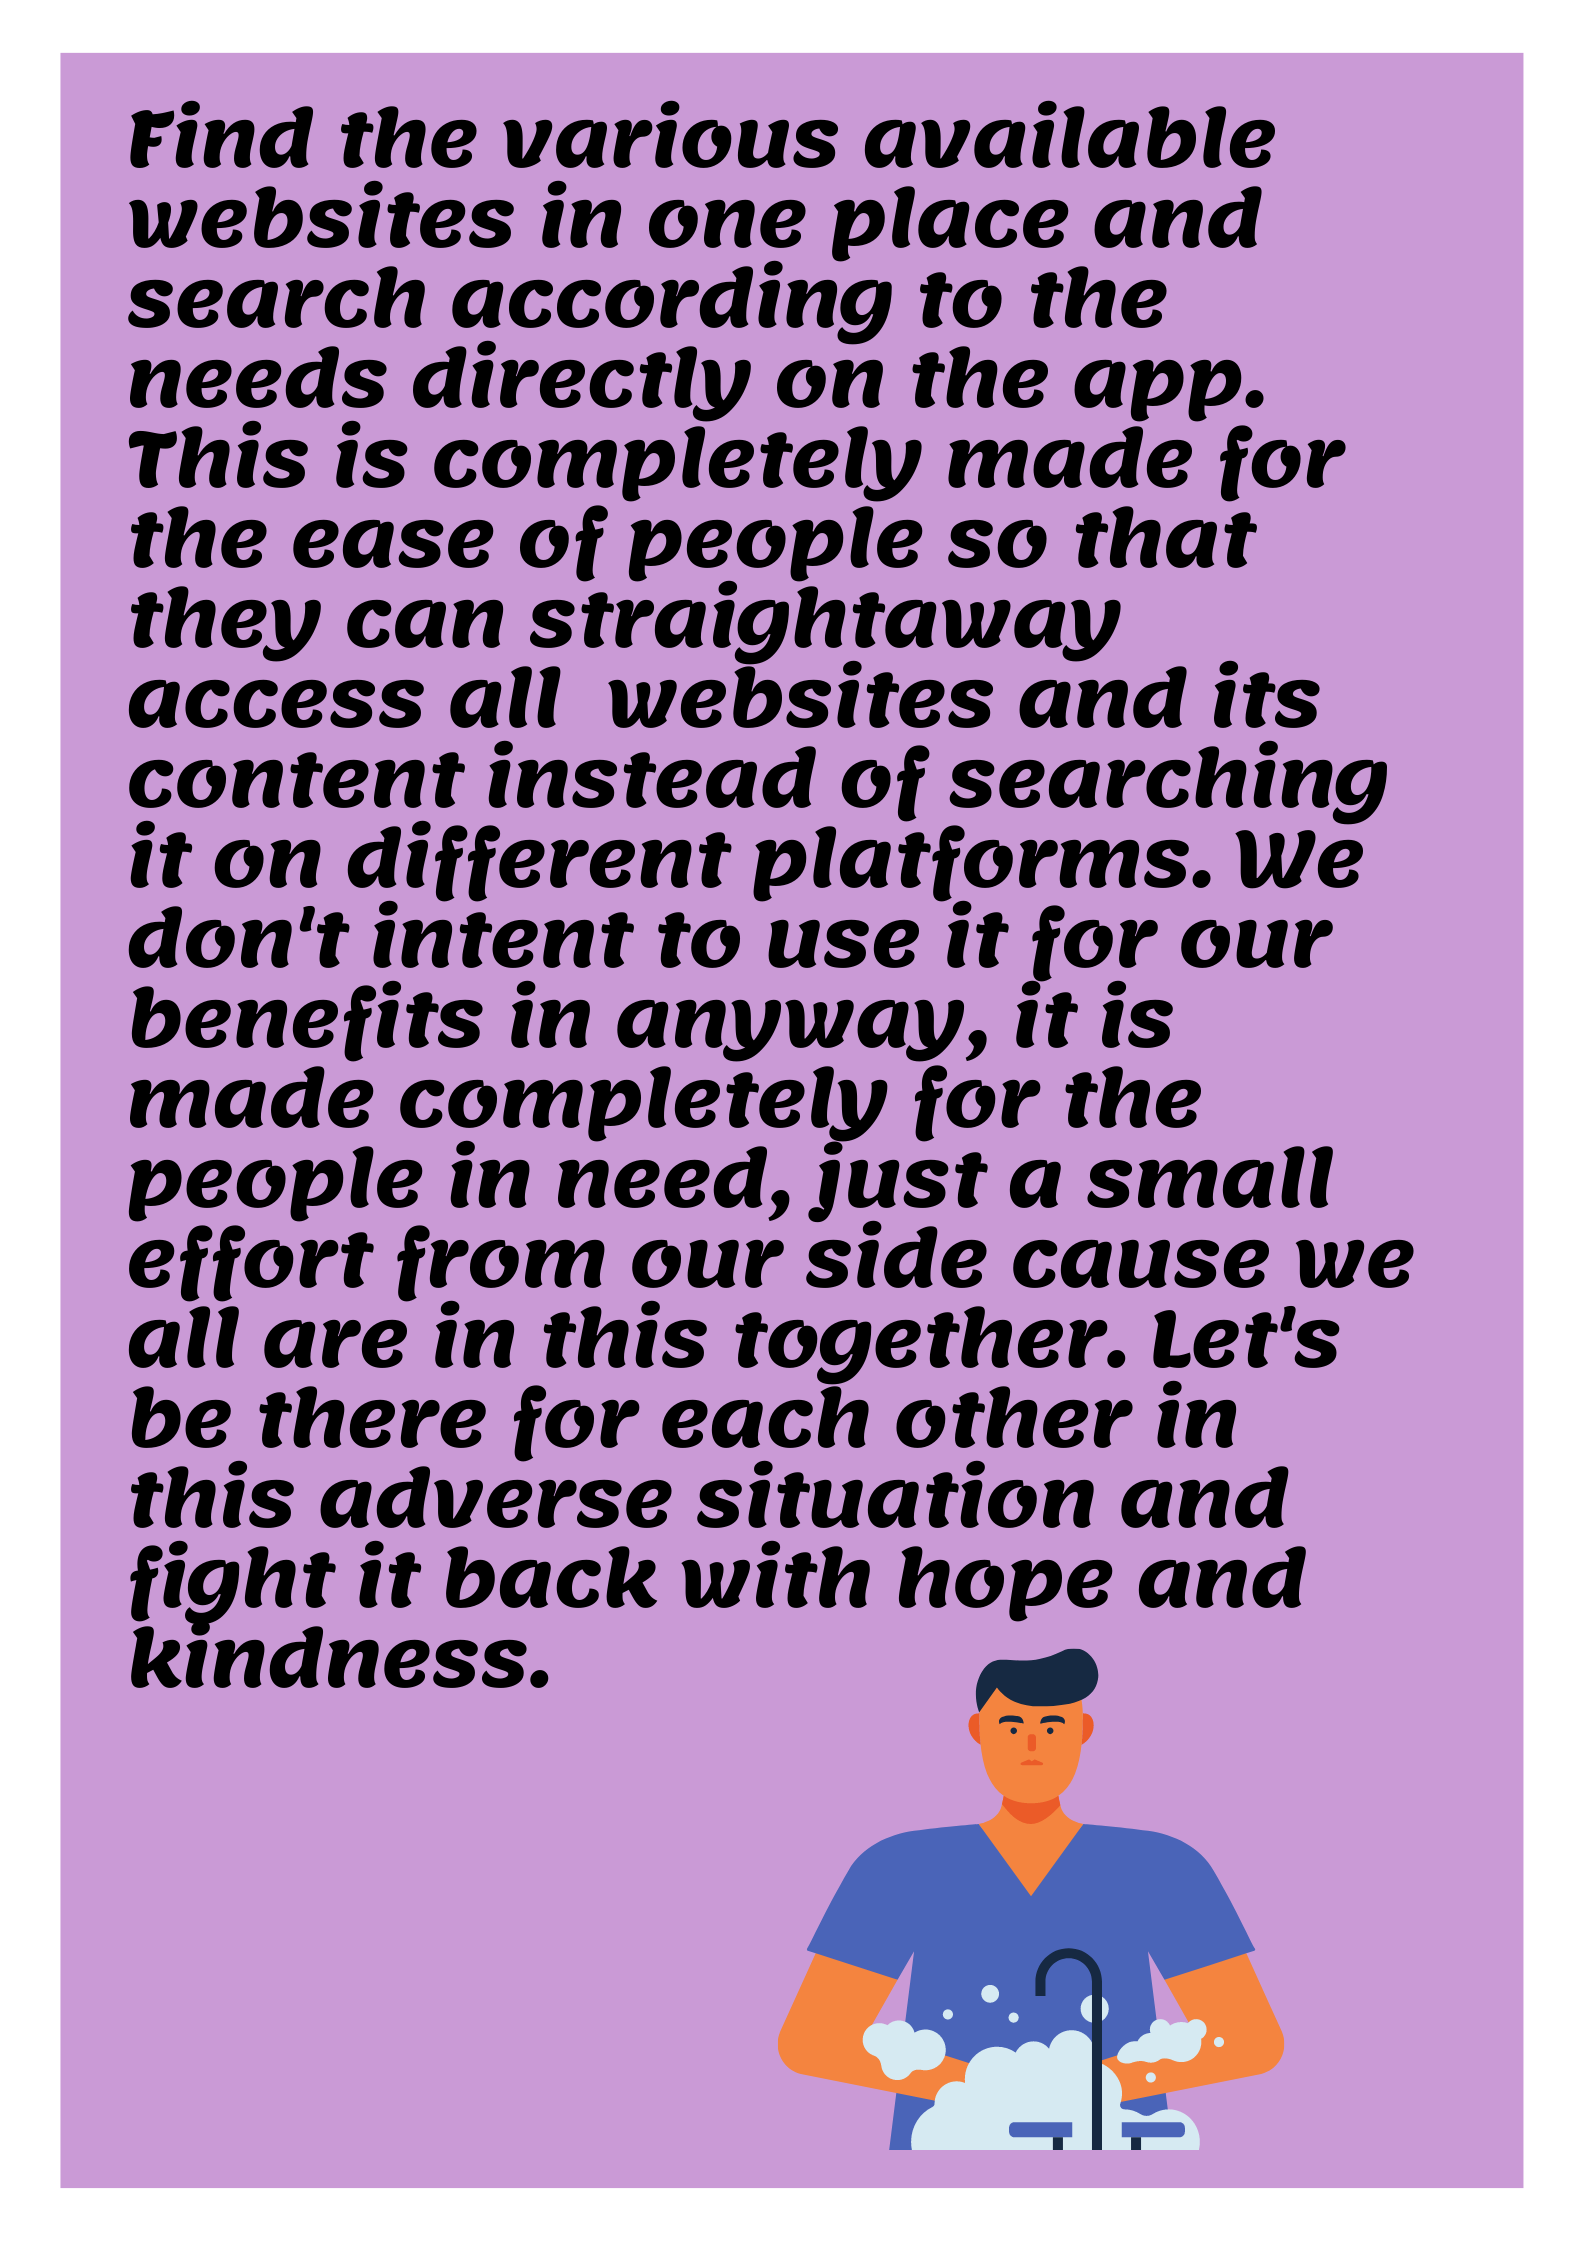 Find the various available
websites in one place and
search according to the
needs directly on the app.
This is completely made for
the ease of people so that
they can straightaway
access all  websites and its
content instead of searching
it on different platforms. We
don't intent to use it for our
benefits in anyway, it is
made completely for the
people in need, just a small
effort from our side cause we
all are in this together. Let's
be there for each other in
this adverse situation and
fight it back with hope and
kindness.